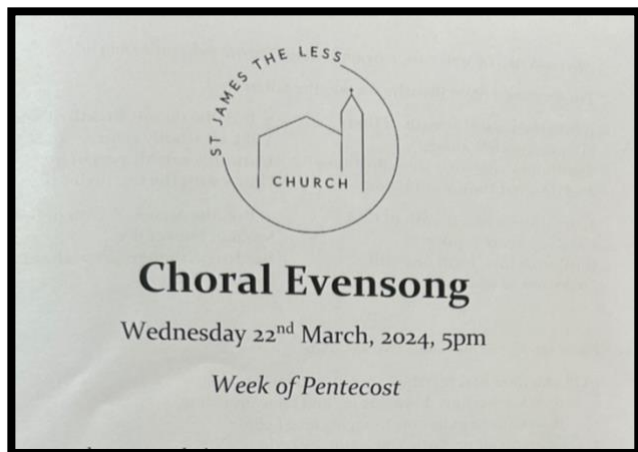 ST JAMES THE LESS
CHURCH
Choral Evensong
Wednesday 22nd March, 2024, 5pm
Week of Pentecost